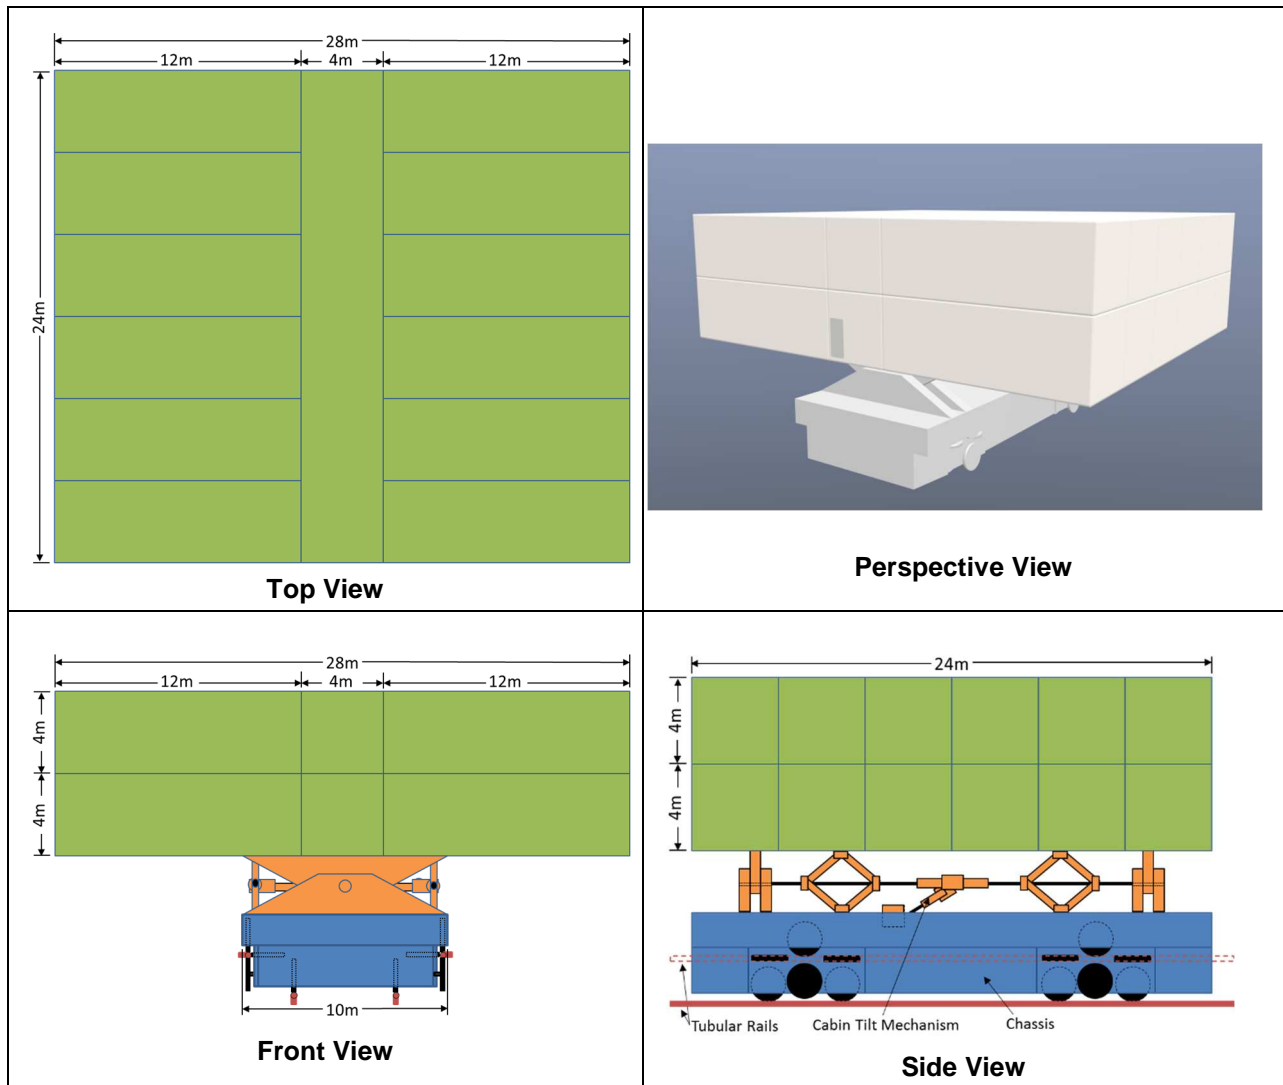 28m
12m
4m
12m
24m
Top View
Perspective View
28m
12m
4m
12m
4m
4m
10m
Front View
24m
4m
4m
Tubular Rails
Cabin Tilt Mechanism
Chassis
Side View